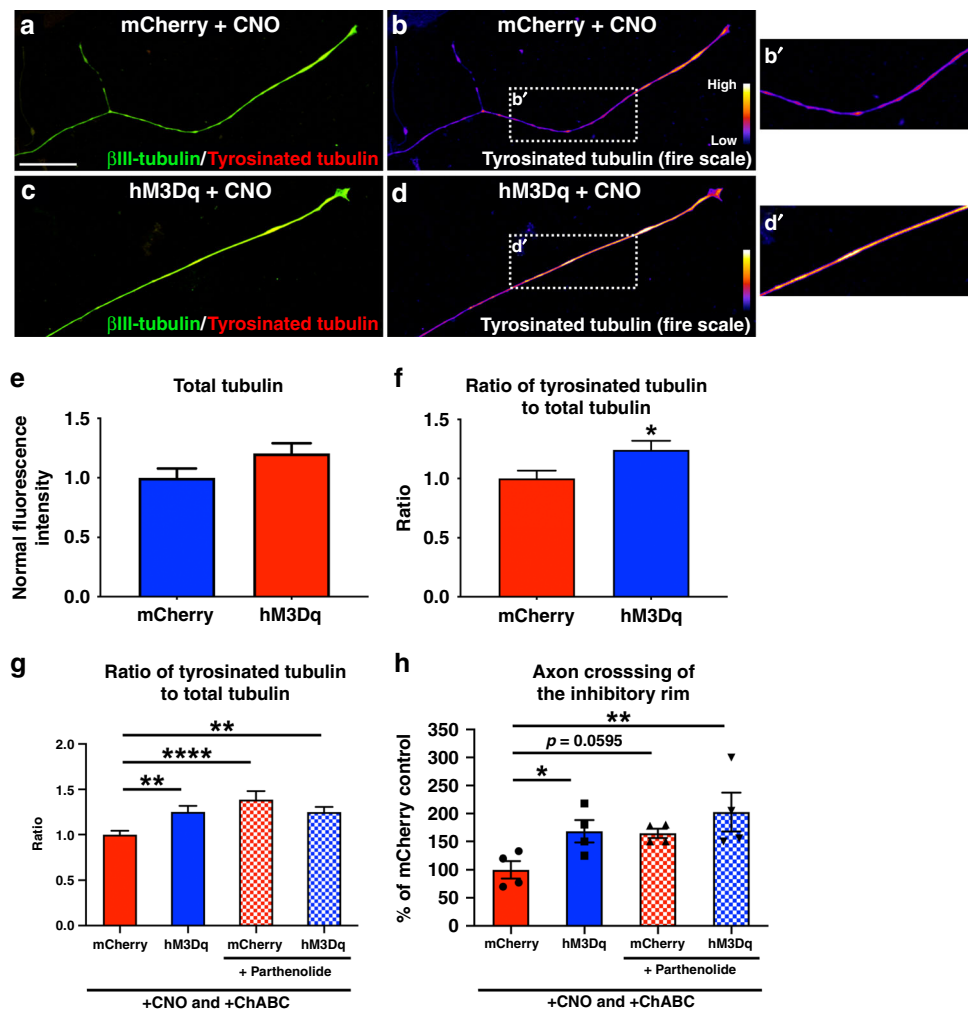 a
mCherry + CNO
βIII-tubulin/Tyrosinated tubulin
b
mCherry + CNO
b′
High
Low
Tyrosinated tubulin (fire scale)
b′
c
hM3Dq + CNO
βIII-tubulin/Tyrosinated tubulin
d
hM3Dq + CNO
d′
Tyrosinated tubulin (fire scale)
d′
e
Total tubulin
Normal fluorescence
intensity
1.5
1.0
0.5
0.0
mCherry
hM3Dq
f
Ratio of tyrosinated tubulin
to total tubulin
Ratio
1.5
1.0
0.5
0.0
*
mCherry
hM3Dq
g
Ratio of tyrosinated tubulin
to total tubulin
Ratio
2.0
1.5
1.0
0.5
0.0
**
****
**
mCherry
hM3Dq
mCherry
hM3Dq
+ Parthenolide
+CNO and +ChABC
h
Axon crosssing of
the inhibitory rim
% of mCherry control
350
300
250
200
150
100
50
0
**
p = 0.0595
*
mCherry
hM3Dq
mCherry
hM3Dq
+ Parthenolide
+CNO and +ChABC